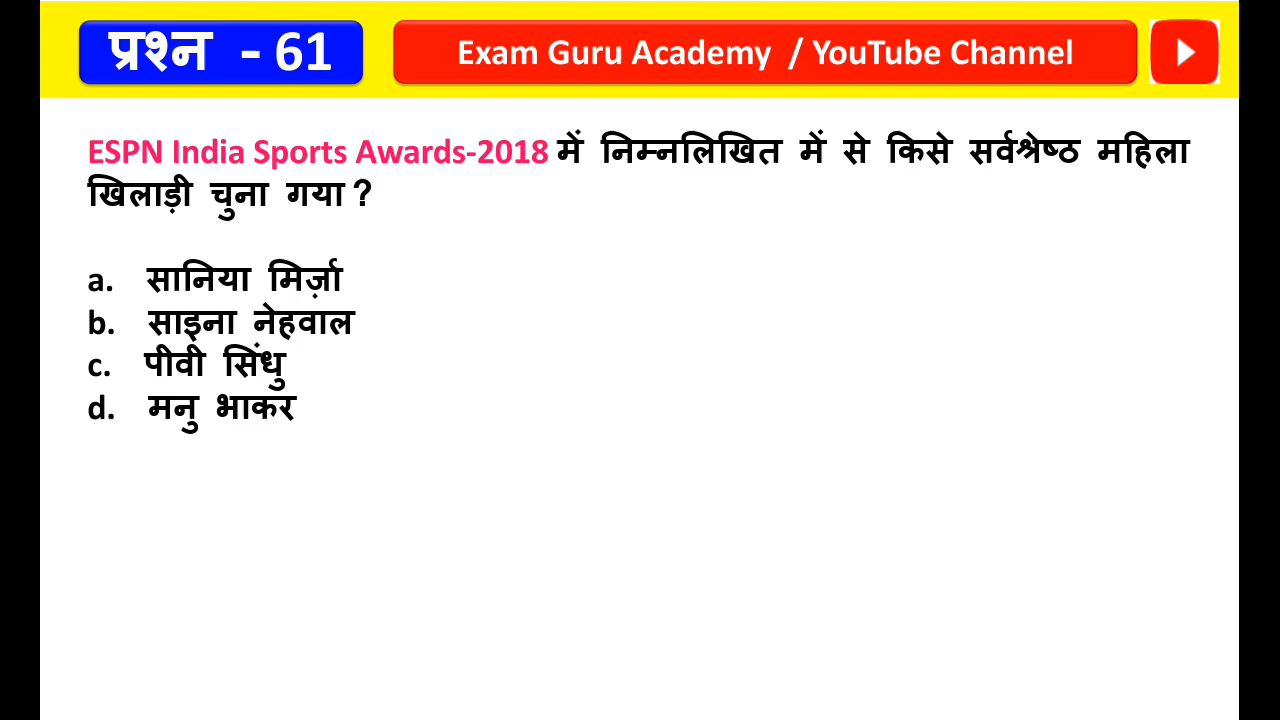 प्रश्न - 61
Exam Guru Academy / YouTube Channel
ESPN India Sports Awards-2018 में निम्नलिखित में से किसे सर्वश्रेष्ठ महिला
खिलाड़ी चुना गया ?
a. सानिया मिर्ज़ा
b. साइना नेहवाल
c. पीवी सिंधु
d. मनु भाकर